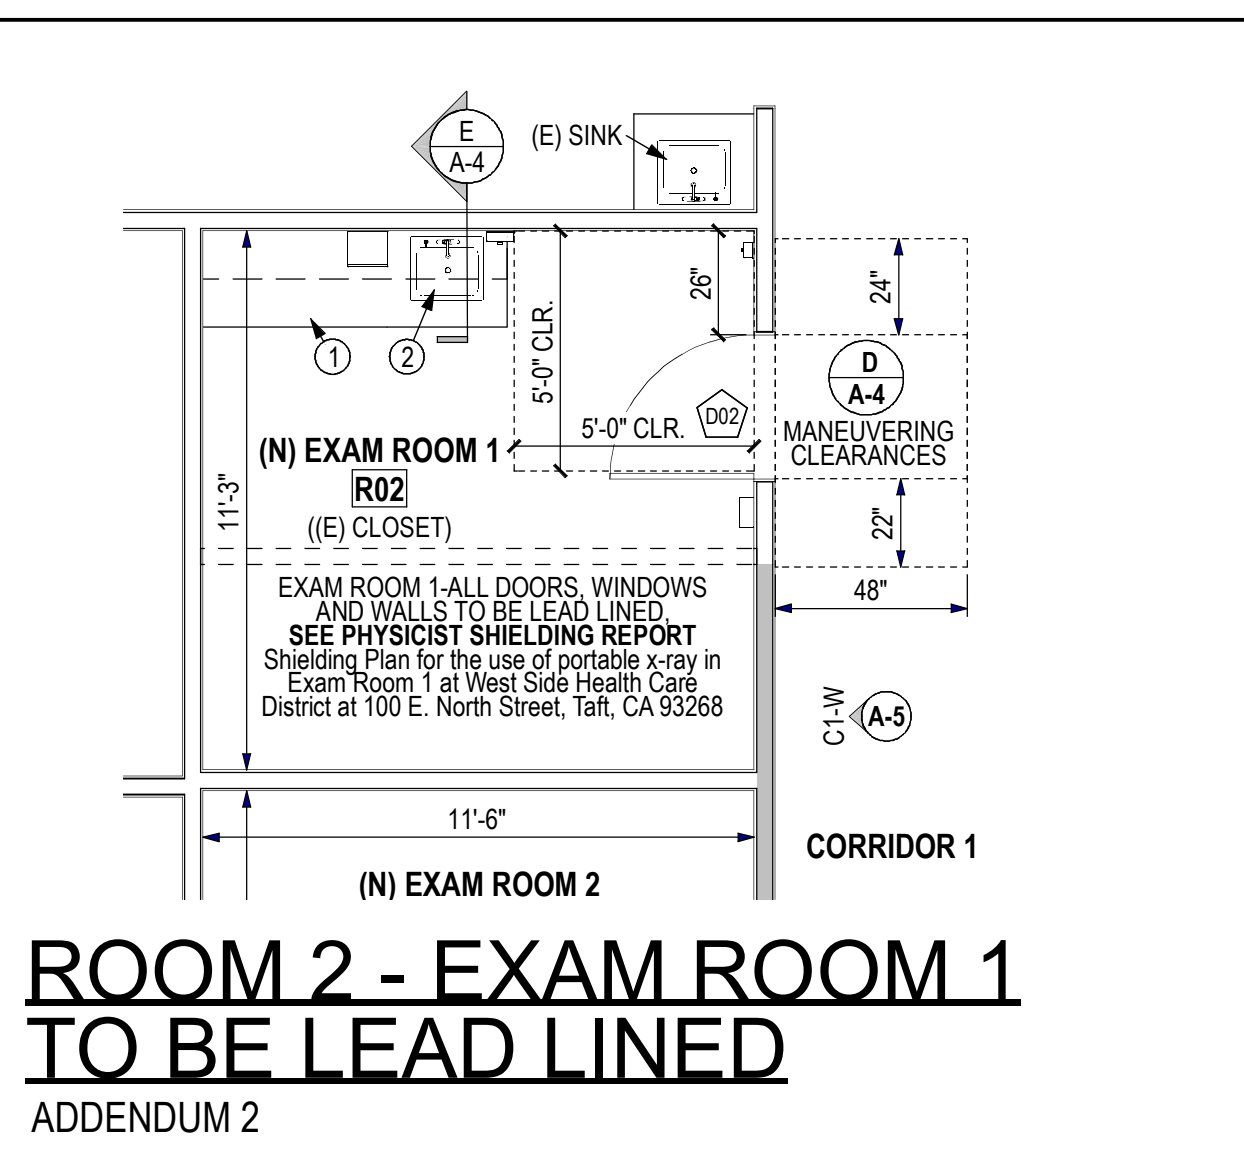 E
A-4
(E) SINK
26"
24"
5'-0" CLR.
1
2
D
A-4
D02
5'-0" CLR.
MANEUVERING
CLEARANCES
(N) EXAM ROOM 1
R02
((E) CLOSET)
11'-3"
22"
EXAM ROOM 1-ALL DOORS, WINDOWS
AND WALLS TO BE LEAD LINED,
SEE PHYSICIST SHIELDING REPORT
Shielding Plan for the use of portable x-ray in
Exam Room 1 at West Side Health Care
District at 100 E. North Street, Taft, CA 93268
48"
C1-W
A-5
11'-6"
CORRIDOR 1
(N) EXAM ROOM 2
ROOM 2 - EXAM ROOM 1
TO BE LEAD LINED
ADDENDUM 2